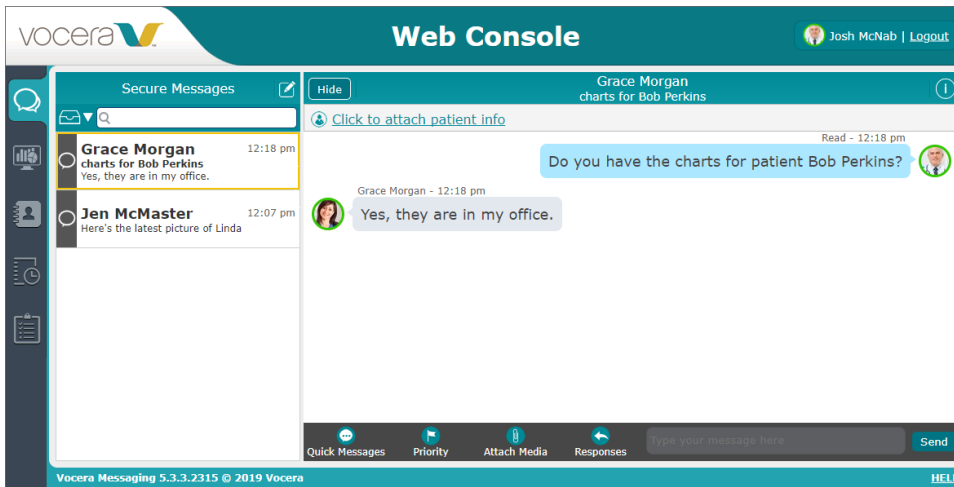 vocera
Web Console
Josh McNab | Logout
Secure Messages
Grace Morgan
12:18 pm
charts for Bob Perkins
Yes, they are in my office.
Jen McMaster
12:07 pm
Here's the latest picture of Linda
Hide
Grace Morgan
charts for Bob Perkins
Click to attach patient info
Read - 12:18 pm
Do you have the charts for patient Bob Perkins?
Grace Morgan - 12:18 pm
Yes, they are in my office.
Quick Messages
Priority
Attach Media
Responses
Type your message here
Send
Vocera Messaging 5.3.3.2315 © 2019 Vocera
HEL